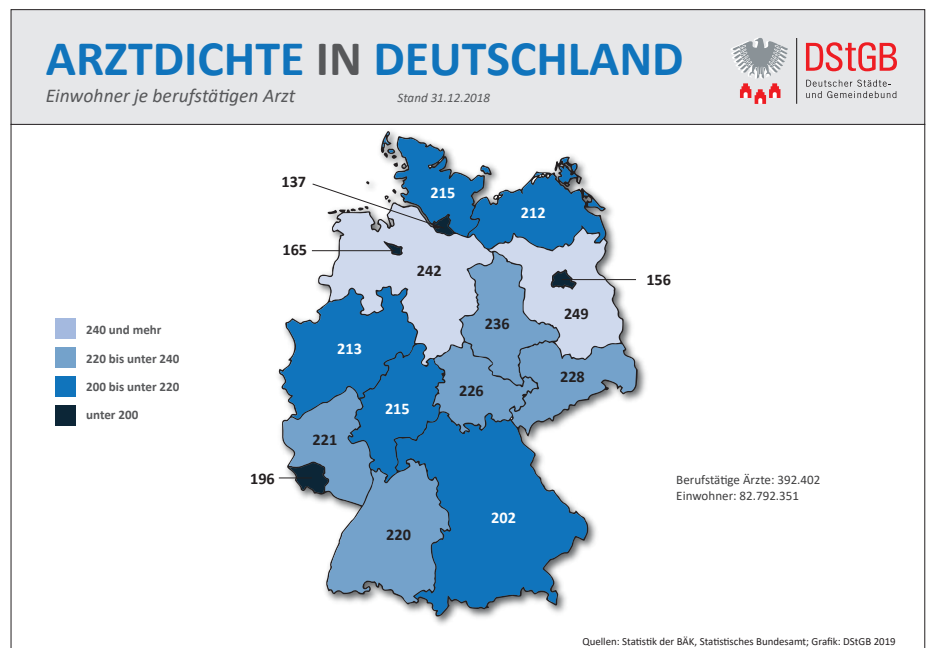 ARZTDICHTE IN DEUTSCHLAND
Einwohner je berufstätigen Arzt
Stand 31.12.2018
DStGB
Deutscher Städte-
und Gemeindebund
137
215
212
165
242
156
236
249
213
226
228
215
221
196
202
220
240 und mehr
220 bis unter 240
200 bis unter 220
unter 200
Berufstätige Ärzte: 392.402
Einwohner: 82.792.351
Quellen: Statistik der BÄK, Statistisches Bundesamt; Grafik: DStGB 2019